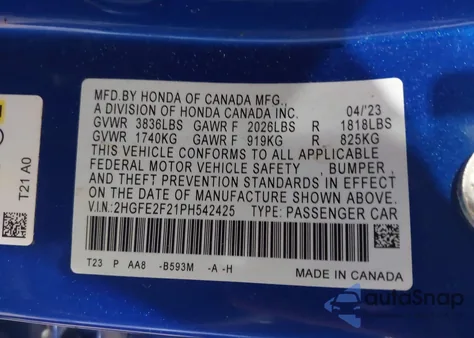 MFD.BY HONDA OF CANADA MFG.,
A DIVISION OF HONDA CANADA INC. 04/'23
GVWR 3836LBS GAWR F 2026LBS R 1818LBS
GVWR 1740KG GAWR F 919KG R 825KG
THIS VEHICLE CONFORMS TO ALL APPLICABLE
FEDERAL MOTOR VEHICLE SAFETY , BUMPER ,
AND THEFT PREVENTION STANDARDS IN EFFECT
ON THE DATE OF MANUFACTURE SHOWN ABOVE.
V.I.N.:2HGFE2F21PH542425 TYPE: PASSENGER CAR
T23 P AA8 -B593M -A -H
MADE IN CANADA
T21 A0
autoSnap